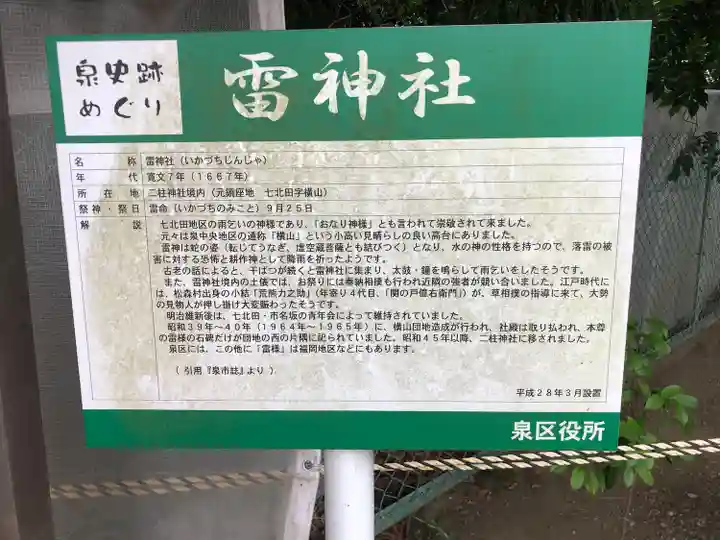 泉史跡
めぐり
雷神社
名称 雷神社(いかづちじんじゃ)
年代 寛文7年(1667年)
所在地 二柱神社境内(元鎮座地 七北田字横山)
祭神・祭日 雷命(いかづちのみこと)9月25日
解説 七北田地区の雨乞いの神様であり、「おなり神様」とも言われて崇敬されて来ました。
元々は泉中央地区の通称「横山」という小高い見晴らしの良い高台にありました。
雷神は蛇の姿(転じてうなぎ、虚空蔵菩薩とも結びつく)となり、水の神の性格を持つので、落雷の被
害に対する恐怖と耕作神として降雨を祈ったようです。
古老の話によると、干ばつが続くと雷神社に集まり、太鼓・鐘を鳴らして雨乞いをしたそうです。
また、雷神社境内の土俵では、お祭りには奉納相撲も行われ近隣の強者が競い合いました。江戸時代に
は、松森村出身の小結「荒熊力之助」(年寄り4代目、「関の戸億右衛門」)が、草相撲の指導に来て、大勢
の見物人が押し掛け大変賑わったそうです。
明治維新後は、七北田・市名坂の青年会によって維持されていました。
昭和39年~40年(1964年~1965年)に、横山団地造成が行われ、社殿は取り払われ、本尊
の雷様の石碑だけが団地の西の片隅に祀られていました。昭和45年以降、二柱神社に移されました。
泉区には、この他に「雷様」は福岡地区などにもあります。
(引用『泉市誌』より)
平成28年3月設置
泉区役所